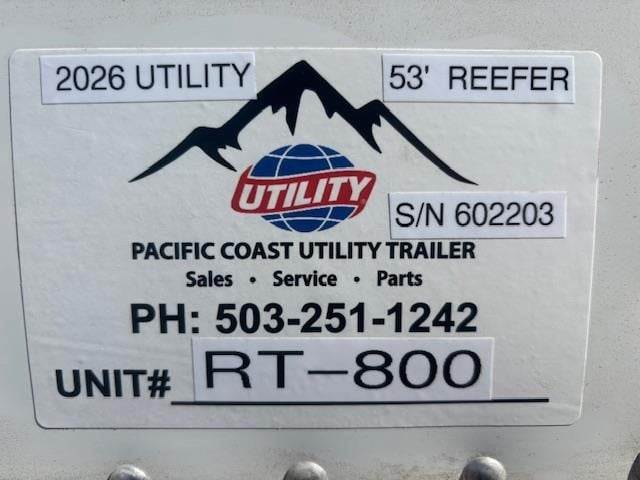 2026 UTILITY
53' REEFER
UTILITY
S/N 602203
PACIFIC COAST UTILITY TRAILER
Sales • Service • Parts
PH: 503-251-1242
UNIT# RT-800